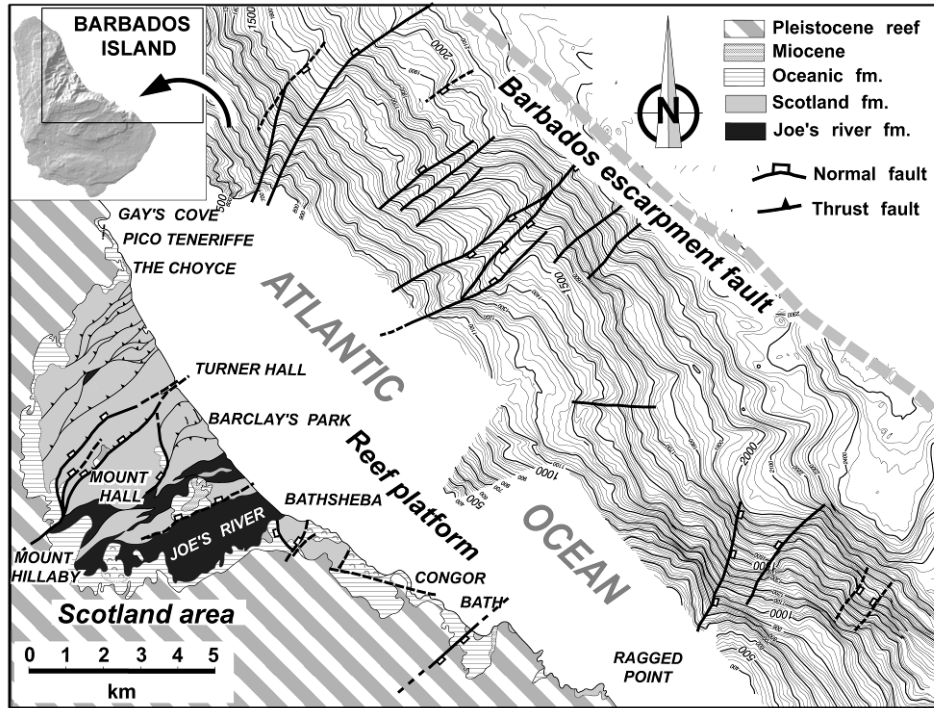 BARBADOS
ISLAND
1500
2000
N
Pleistocene reef
Miocene
Oceanic fm.
Scotland fm.
Joe's river fm.
Normal fault
Thrust fault
Barbados escarpment fault
500
GAY'S COVE
PICO TENERIFFE
THE CHOYCE
ATLANTIC
OCEAN
1500
TURNER HALL
BARCLAY'S PARK
Reef platform
MOUNT
HALL
BATHSHEBA
1000
500
2000
JOE'S RIVER
MOUNT
HILLABY
CONGOR
BATH
1000
500
Scotland area
0 1 2 3 4 5
km
RAGGED
POINT